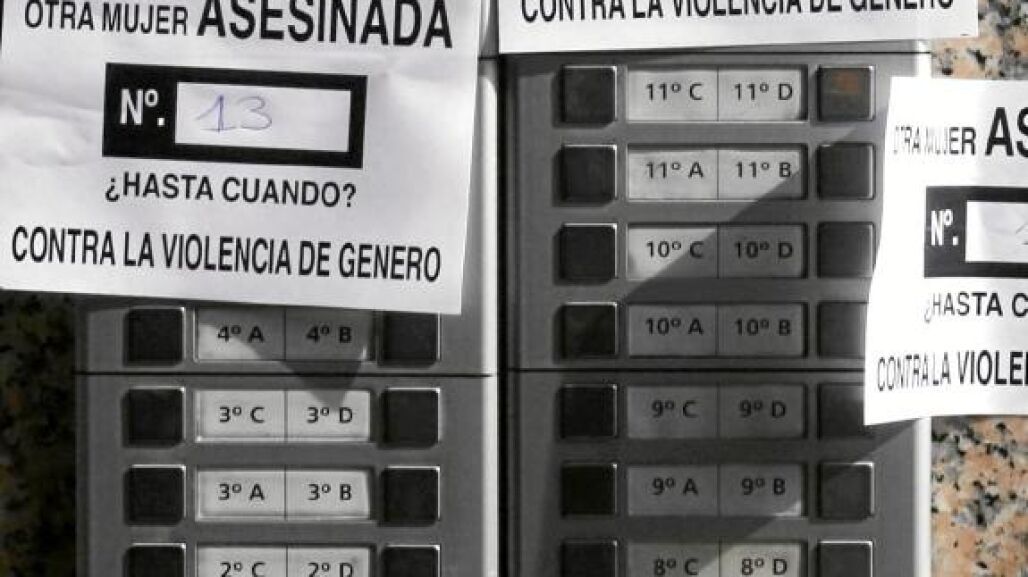 OTRA MUJER ASESINADA
Nº. 13
¿HASTA CUANDO?
CONTRA LA VIOLENCIA DE GENERO
4º A 4º B
3º C 3º D
3º A 3º B
2º C 2º D
CONTRA LA VIOLENCIA DE GENERO
11º C 11º D
11º A 11º B
10º C 10º D
10º A 10º B
9º C 9º D
9º A 9º B
8º C 8º D
OTRA MUJER
Nº.
¿HASTA
CONTRA LA